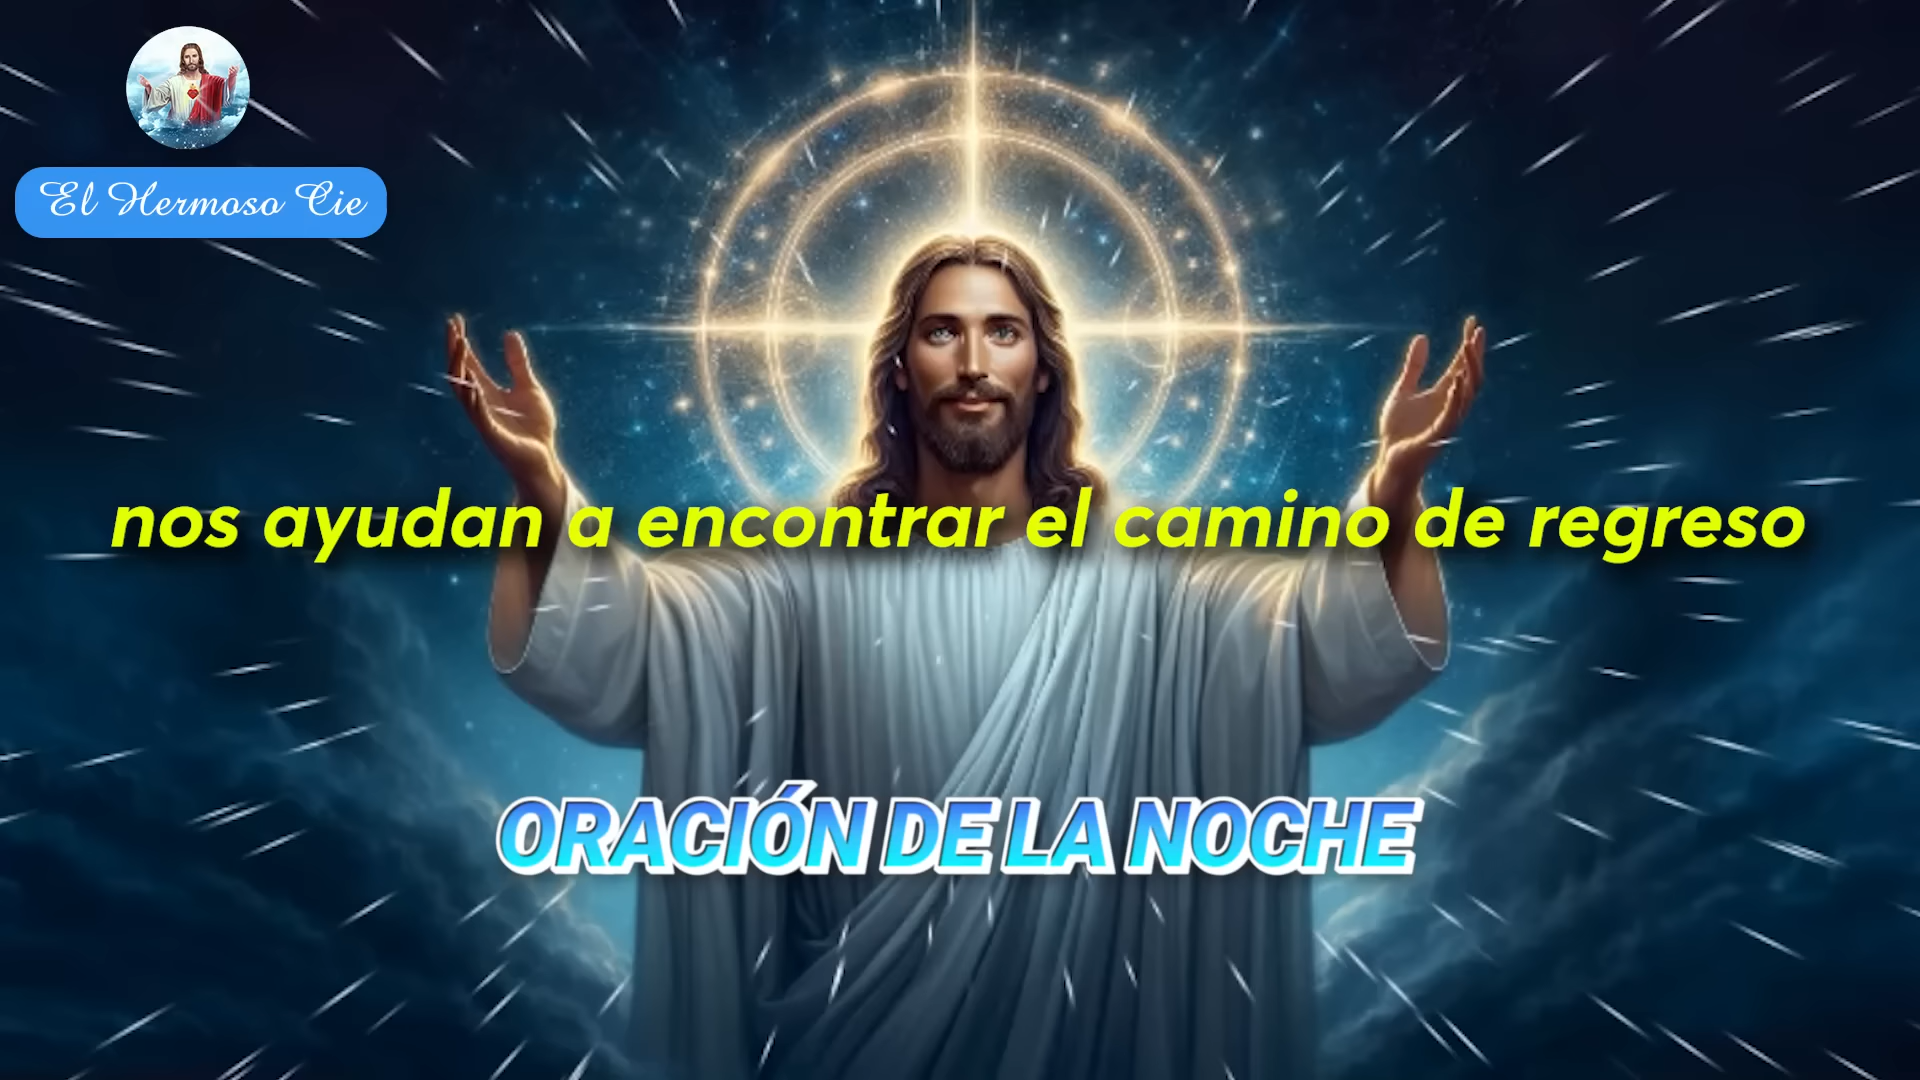 El Hermoso Cie
nos ayudan a encontrar el camino de regreso
ORACIÓN DE LA NOCHE